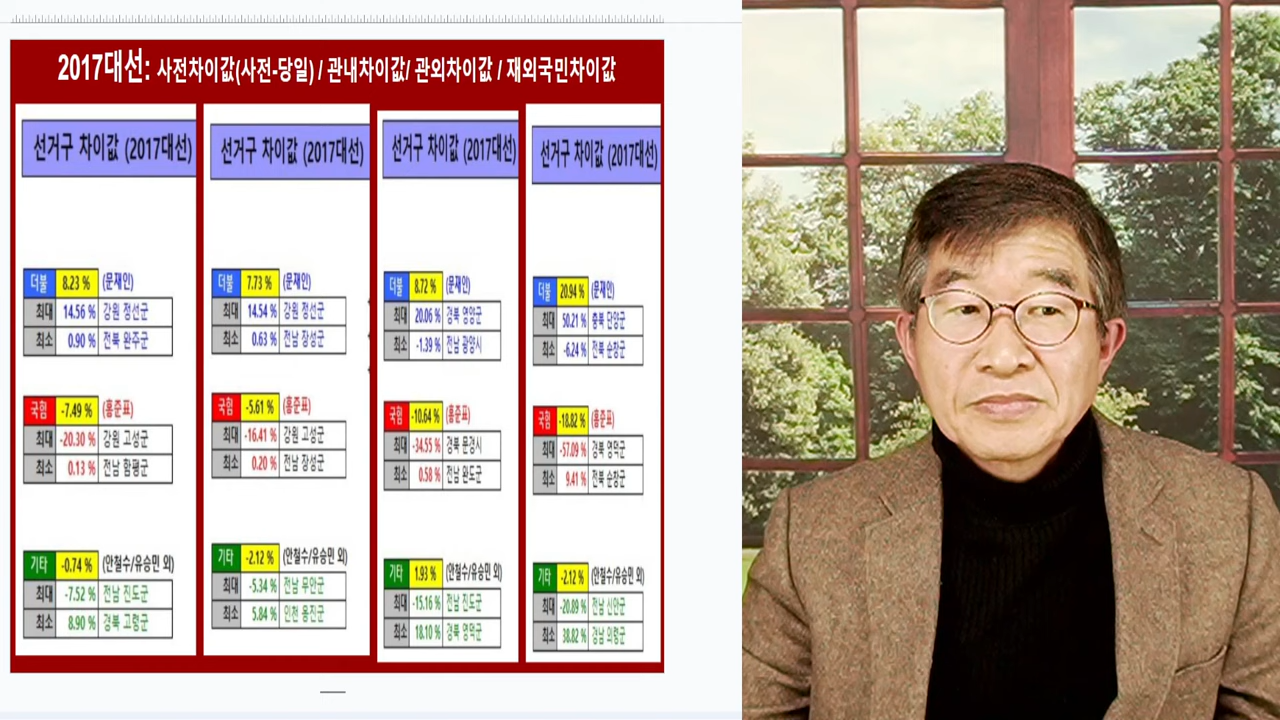 2017대선: 사전차이값(사전-당일) / 관내차이값/ 관외차이값 / 재외국민차이값
선거구 차이값 (2017대선)
더불 8.23 % (문재인)
최대 14.56 % 강원 정선군
최소 0.90 % 전북 완주군
국힘 -7.49 % (홍준표)
최대 -20.30 % 강원 고성군
최소 0.13 % 전남 함평군
기타 -0.74 % (안철수/유승민 외)
최대 -7.52 % 전남 진도군
최소 8.90 % 경북 고령군
선거구 차이값 (2017대선)
더불 7.73 % (문재인)
최대 14.54 % 강원 정선군
최소 0.63 % 전남 장성군
국힘 -5.61 % (홍준표)
최대 -16.41 % 강원 고성군
최소 0.20 % 전남 장성군
기타 -2.12 % (안철수/유승민 외)
최대 -5.34 % 전남 무안군
최소 5.84 % 인천 옹진군
선거구 차이값 (2017대선)
더불 8.72 % (문재인)
최대 20.06 % 경북 영양군
최소 -1.39 % 전남 광양시
국힘 -10.64 % (홍준표)
최대 -34.55 % 경북 문경시
최소 0.58 % 전남 완도군
기타 1.93 % (안철수/유승민 외)
최대 -15.16 % 전남 진도군
최소 18.10 % 경북 영덕군
선거구 차이값 (2017대선)
더불 20.94 % (문재인)
최대 50.21 % 충북 단양군
최소 -6.24 % 전북 순창군
국힘 -18.82 % (홍준표)
최대 -57.09 % 경북 영덕군
최소 9.41 % 전북 순창군
기타 -2.12 % (안철수/유승민 외)
최대 -20.89 % 전남 신안군
최소 38.82 % 경남 의령군